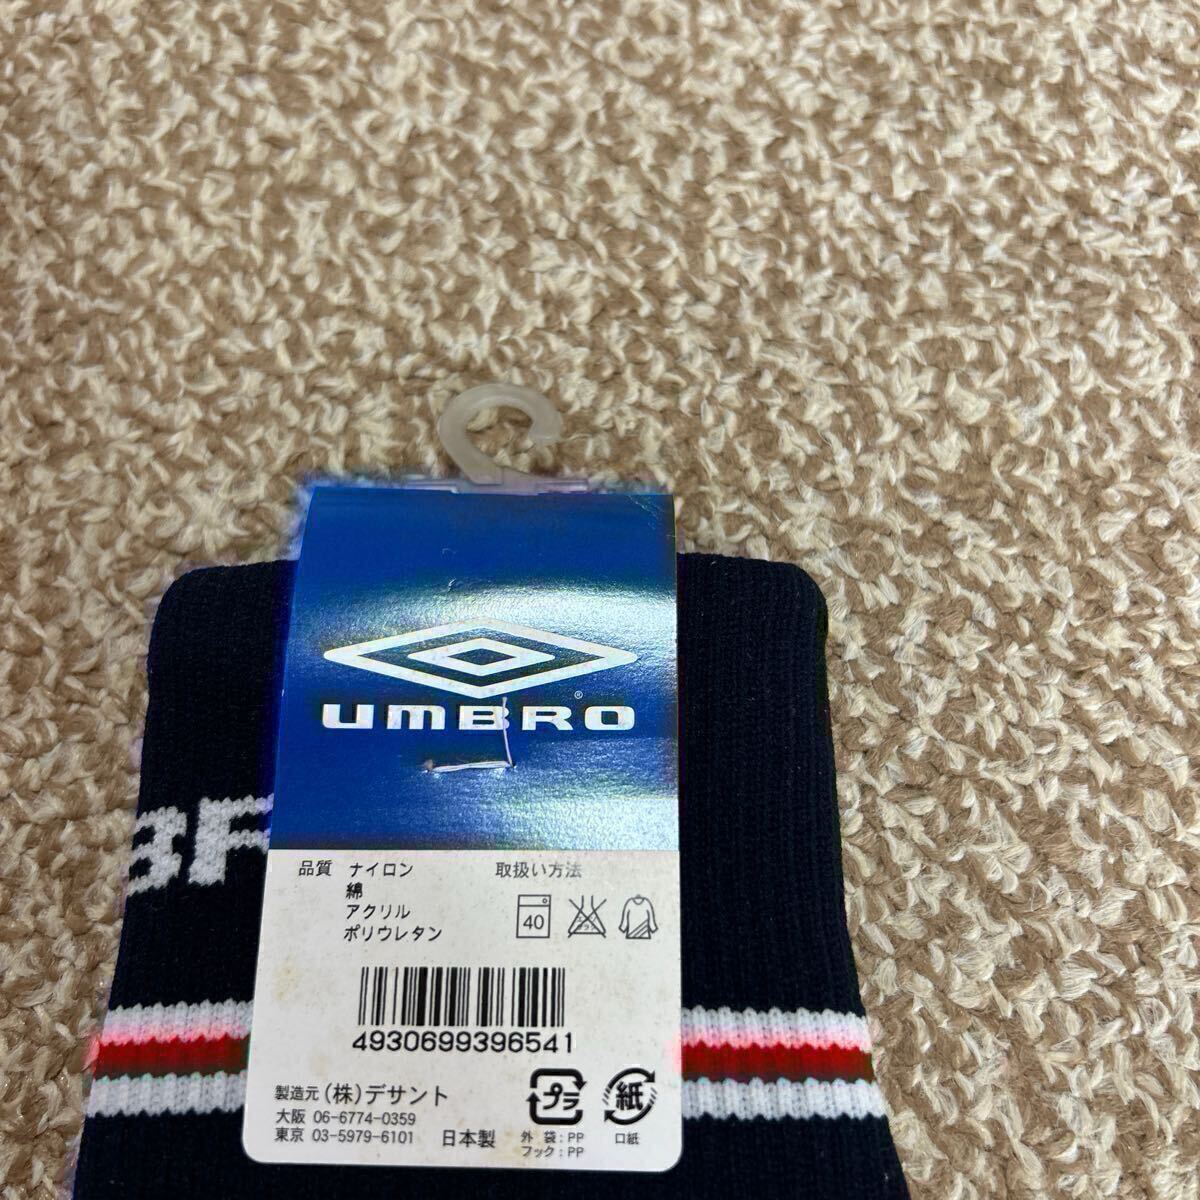 UMBRO
®
BR
品質 ナイロン
綿
アクリル
ポリウレタン
取扱い方法
40
4930699396541
製造元 (株)デサント
大阪 06-6774-0359
東京 03-5979-6101
日本製
プラ
外 袋:PP
フック:PP
紙
口紙